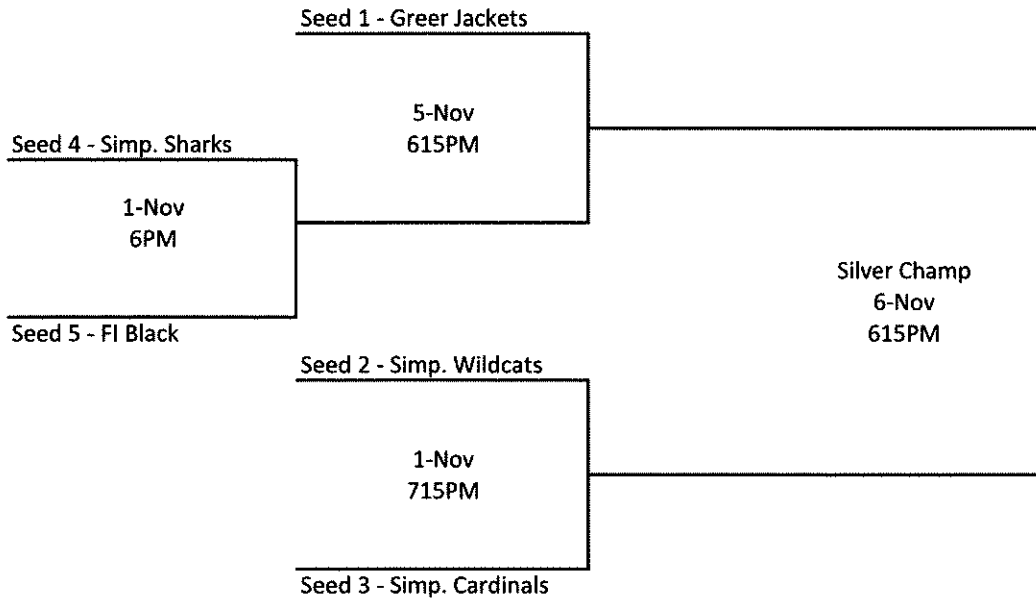 Seed 1 - Greer Jackets
5-Nov
615PM
Seed 4 - Simp. Sharks
1-Nov
6PM
Silver Champ
6-Nov
615PM
Seed 5 - FI Black
Seed 2 - Simp. Wildcats
1-Nov
715PM
Seed 3 - Simp. Cardinals